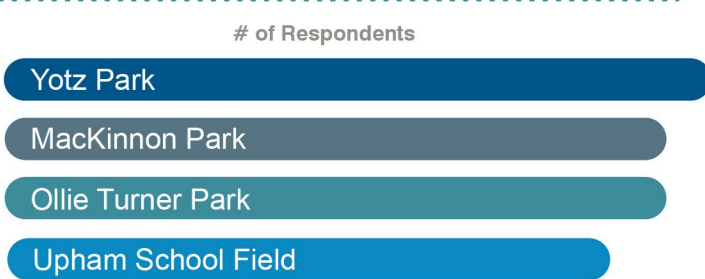 # of Respondents
Yotz Park
MacKinnon Park
Ollie Turner Park
Upham School Field